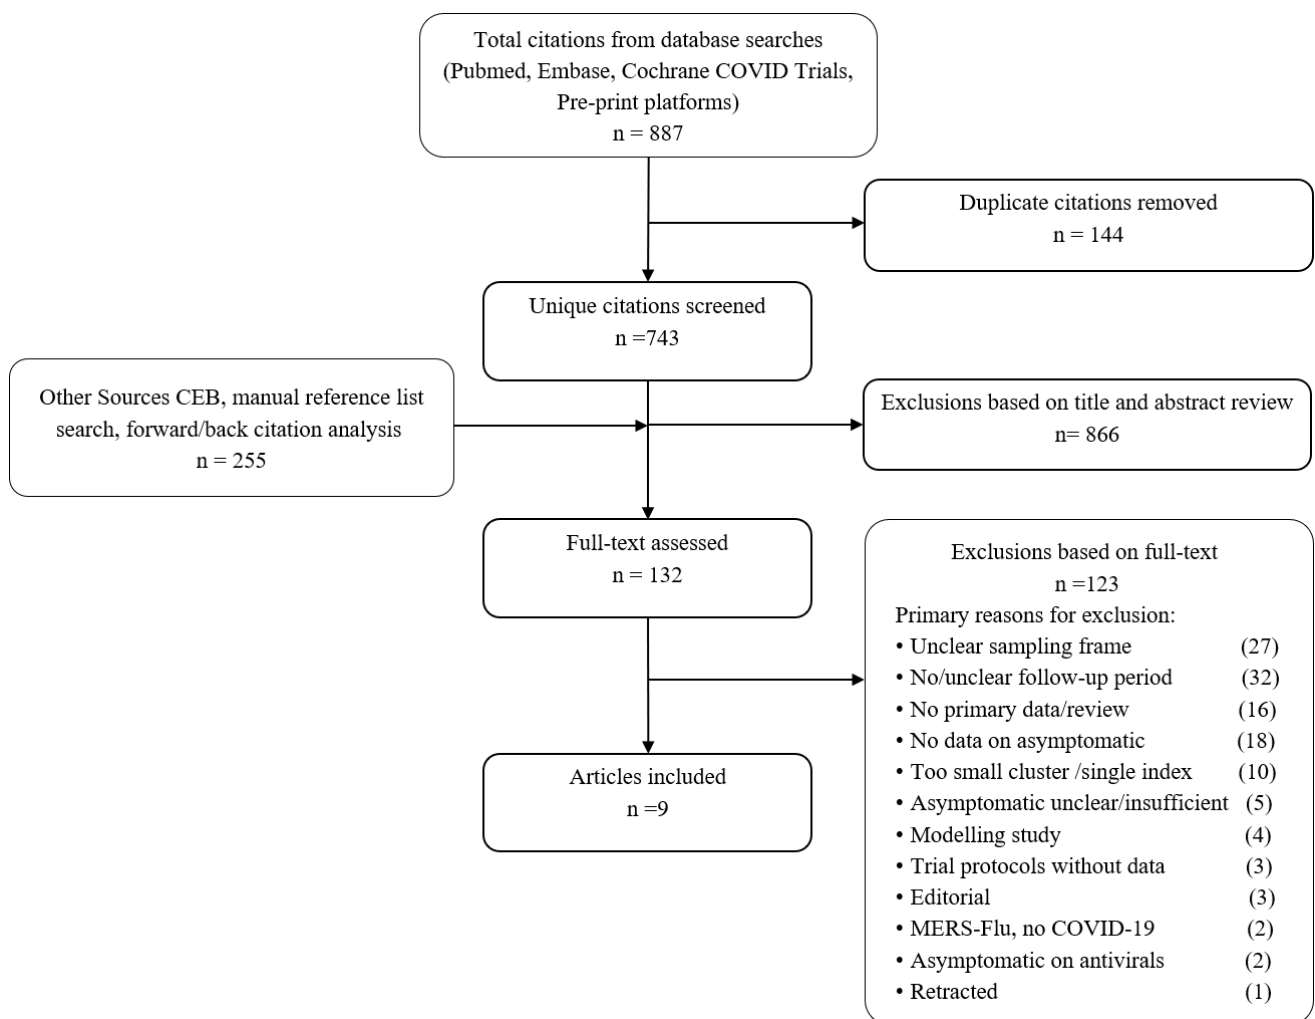 Total citations from database searches
(Pubmed, Embase, Cochrane COVID Trials,
Pre-print platforms)
n = 887
Duplicate citations removed
n = 144
Unique citations screened
n =743
Other Sources CEB, manual reference list
search, forward/back citation analysis
n = 255
Exclusions based on title and abstract review
n= 866
Full-text assessed
n = 132
Exclusions based on full-text
n =123
Primary reasons for exclusion:
• Unclear sampling frame (27)
• No/unclear follow-up period (32)
• No primary data/review (16)
• No data on asymptomatic (18)
• Too small cluster /single index (10)
• Asymptomatic unclear/insufficient (5)
• Modelling study (4)
• Trial protocols without data (3)
• Editorial (3)
• MERS-Flu, no COVID-19 (2)
• Asymptomatic on antivirals (2)
• Retracted (1)
Articles included
n =9